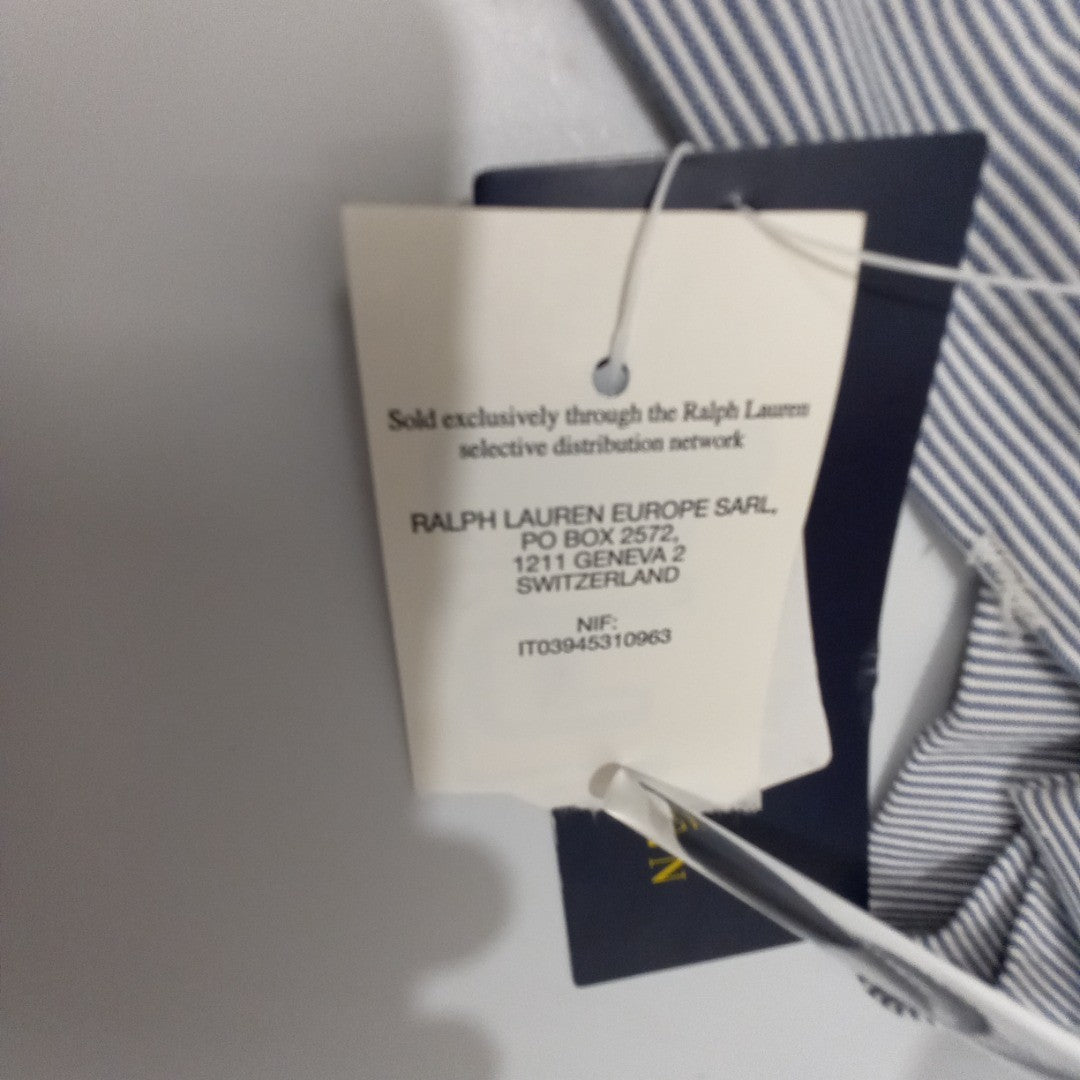 Sold exclusively through the Ralph Lauren
selective distribution network
RALPH LAUREN EUROPE SARL,
PO BOX 2572,
1211 GENEVA 2
SWITZERLAND
NIF:
IT03945310963